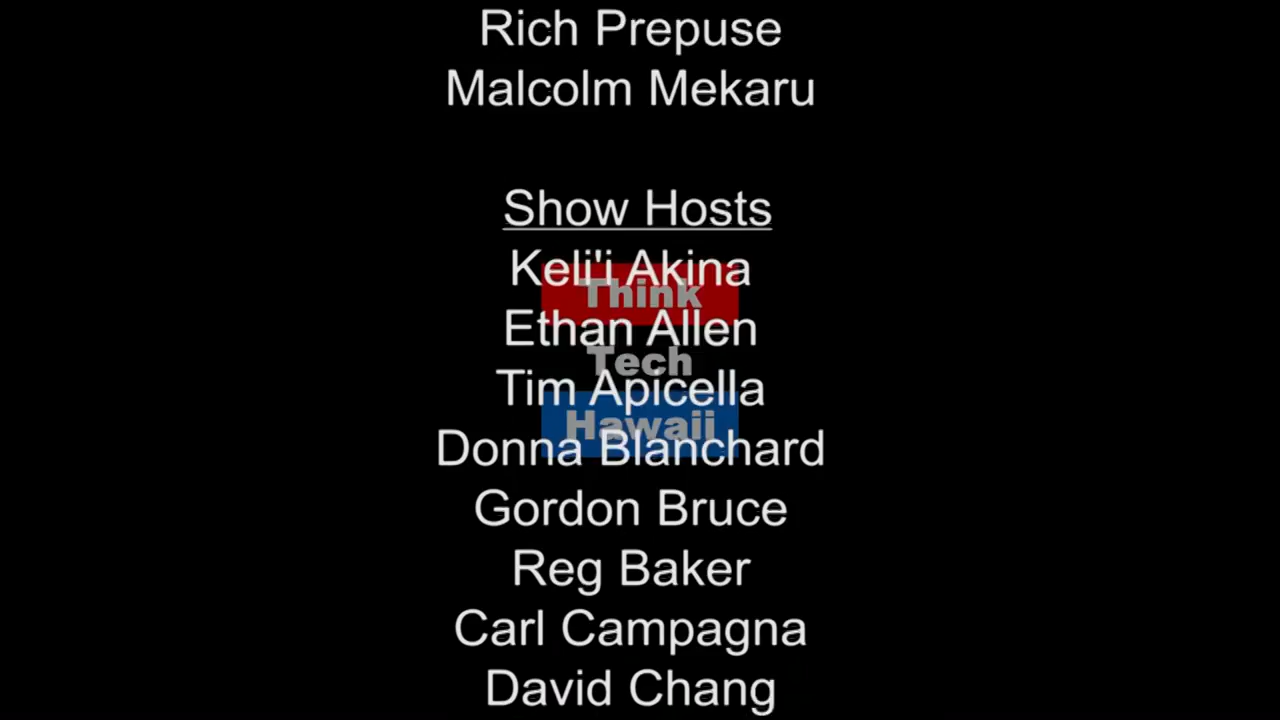 Rich Prepuse
Malcolm Mekaru
Show Hosts
Keli'i Akina
Think
Ethan Allen
Tech
Tim Apicella
Hawaii
Donna Blanchard
Gordon Bruce
Reg Baker
Carl Campagna
David Chang